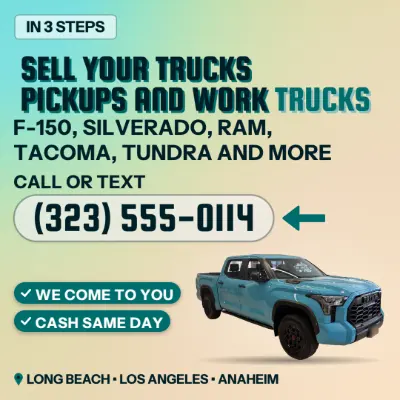 IN 3 STEPS
SELL YOUR TRUCKS
PICKUPS AND WORK TRUCKS
F-150, SILVERADO, RAM,
TACOMA, TUNDRA AND MORE
CALL OR TEXT
(323) 555-0114
WE COME TO YOU
CASH SAME DAY
LONG BEACH • LOS ANGELES • ANAHEIM